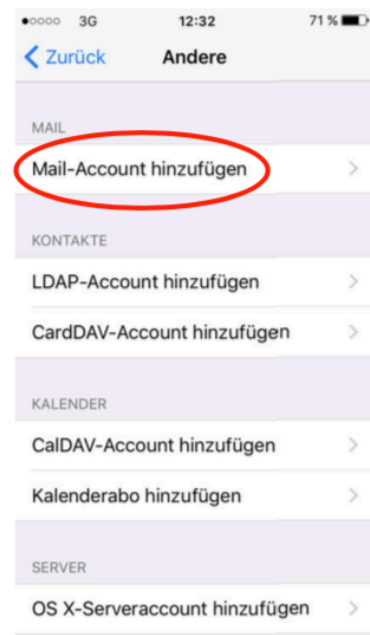 3G 12:32 71 %
Zurück Andere
MAIL
Mail-Account hinzufügen
KONTAKTE
LDAP-Account hinzufügen
CardDAV-Account hinzufügen
KALENDER
CalDAV-Account hinzufügen
Kalenderabo hinzufügen
SERVER
OS X-Serveraccount hinzufügen